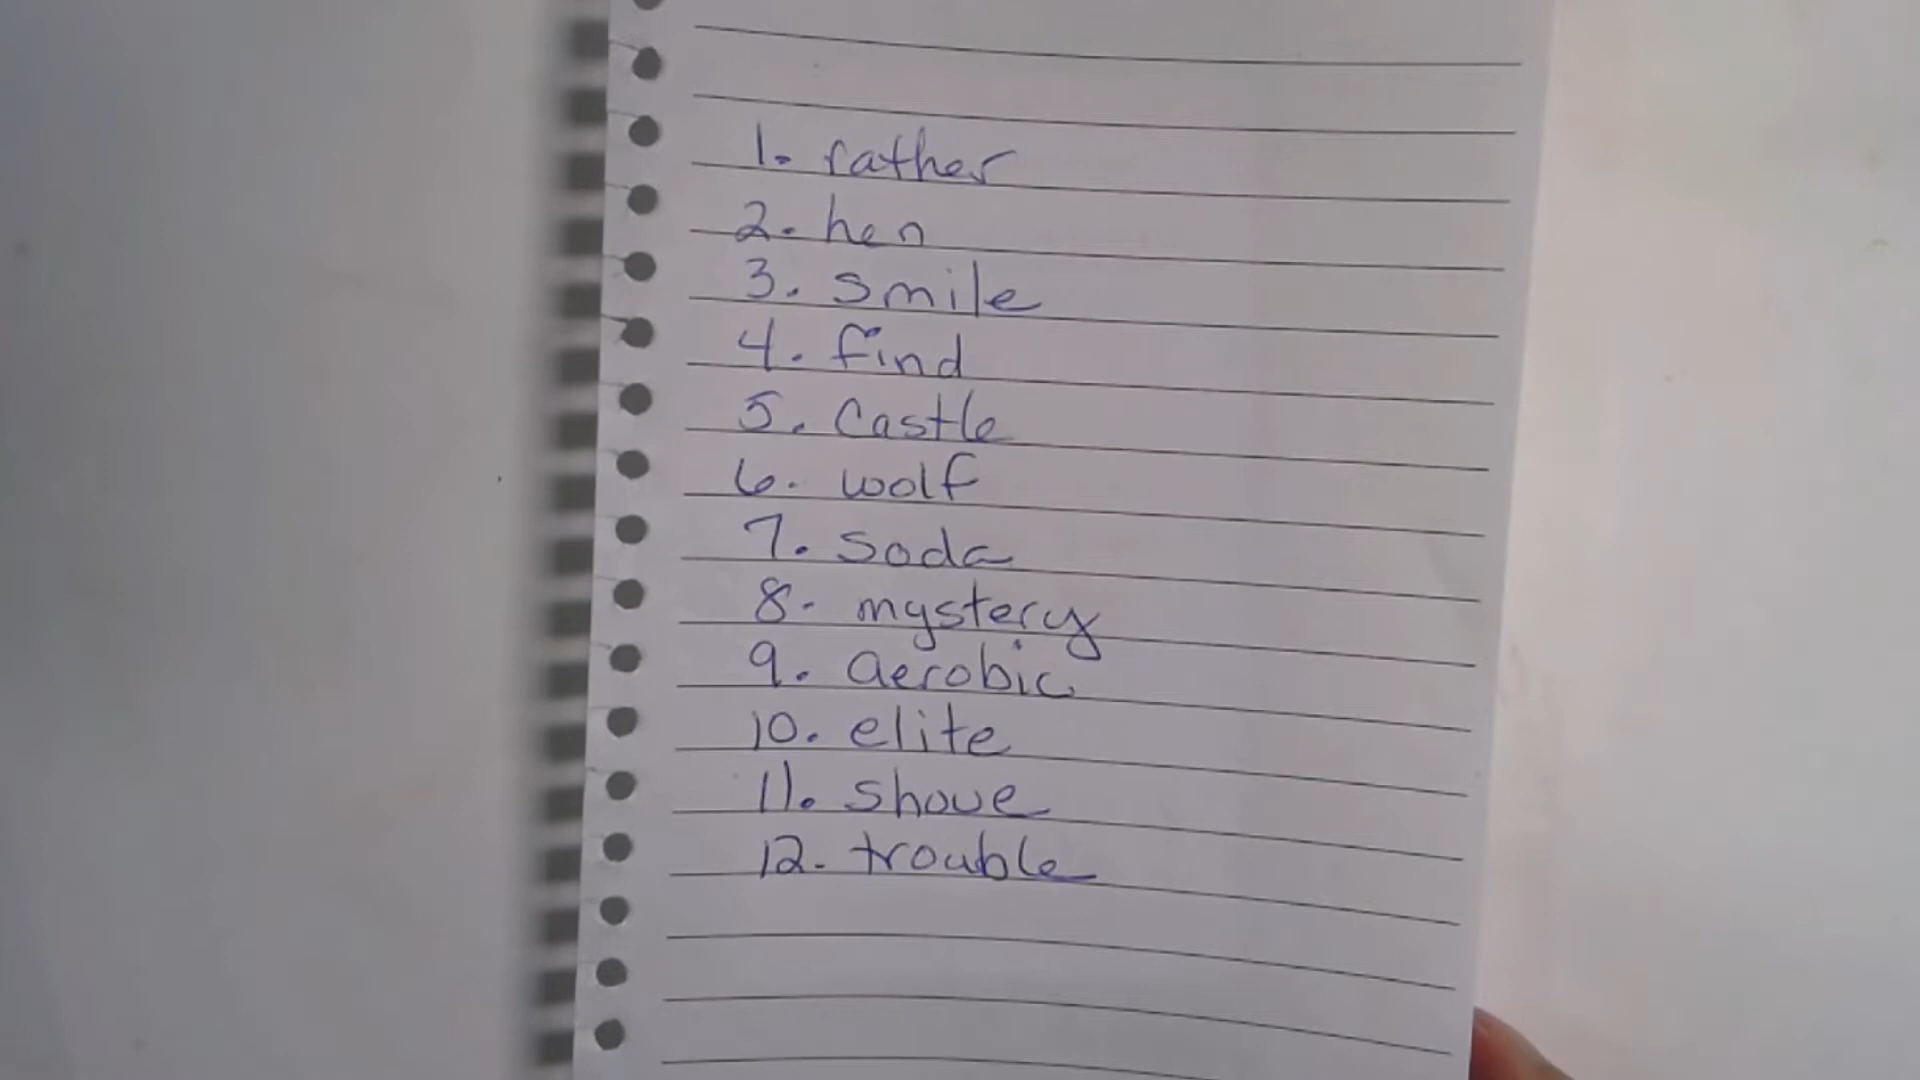 1. rather
2. hen
3. smile
4. find
5. Castle
6. wolf
7. soda
8. mystery
9. aerobic
10. elite
11. shove
12. trouble